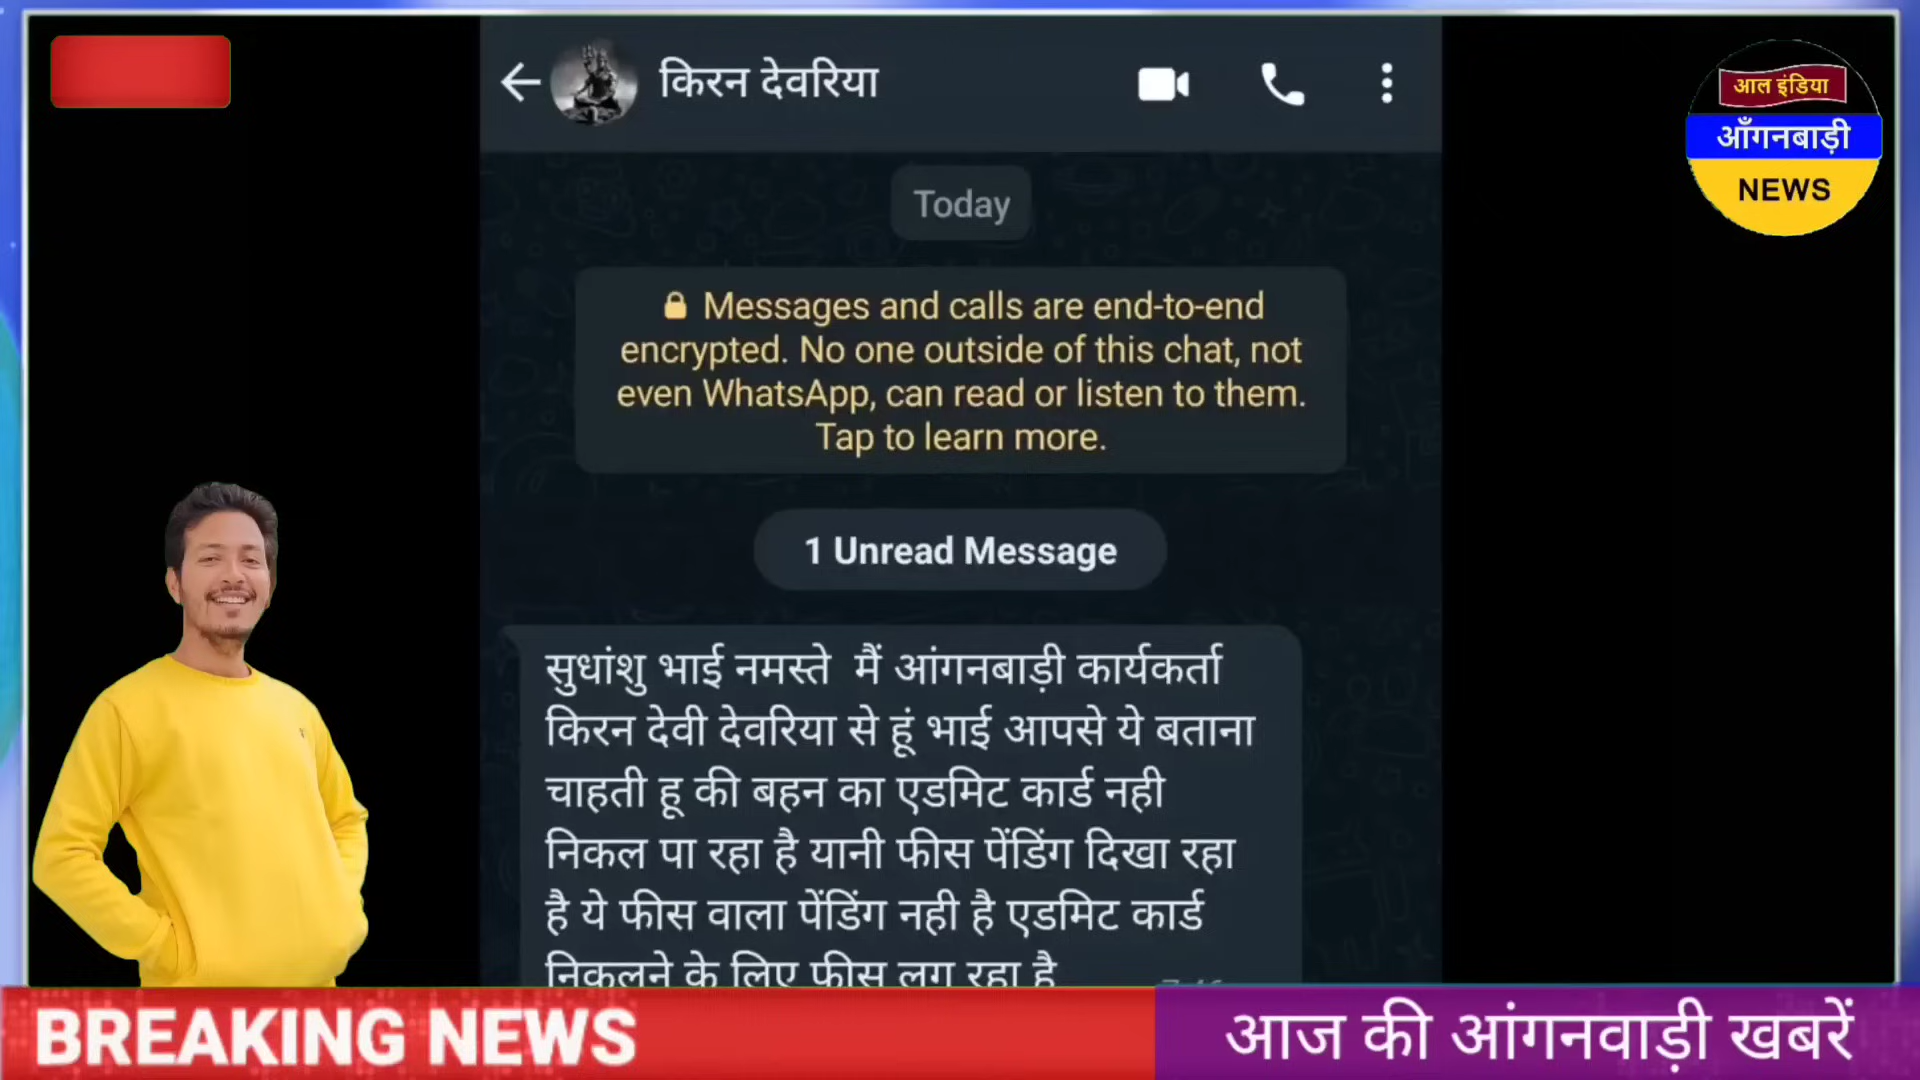 किरन देवरिया
आल इंडिया
आँगनबाड़ी
NEWS
Today
Messages and calls are end-to-end
encrypted. No one outside of this chat, not
even WhatsApp, can read or listen to them.
Tap to learn more.
1 Unread Message
सुधांशु भाई नमस्ते मैं आंगनबाड़ी कार्यकर्ता
किरन देवी देवरिया से हूं भाई आपसे ये बताना
चाहती हू की बहन का एडमिट कार्ड नही
निकल पा रहा है यानी फीस पेंडिंग दिखा रहा
है ये फीस वाला पेंडिंग नही है एडमिट कार्ड
निकलने के लिए फीस लग रहा है
BREAKING NEWS
आज की आंगनवाड़ी खबरें